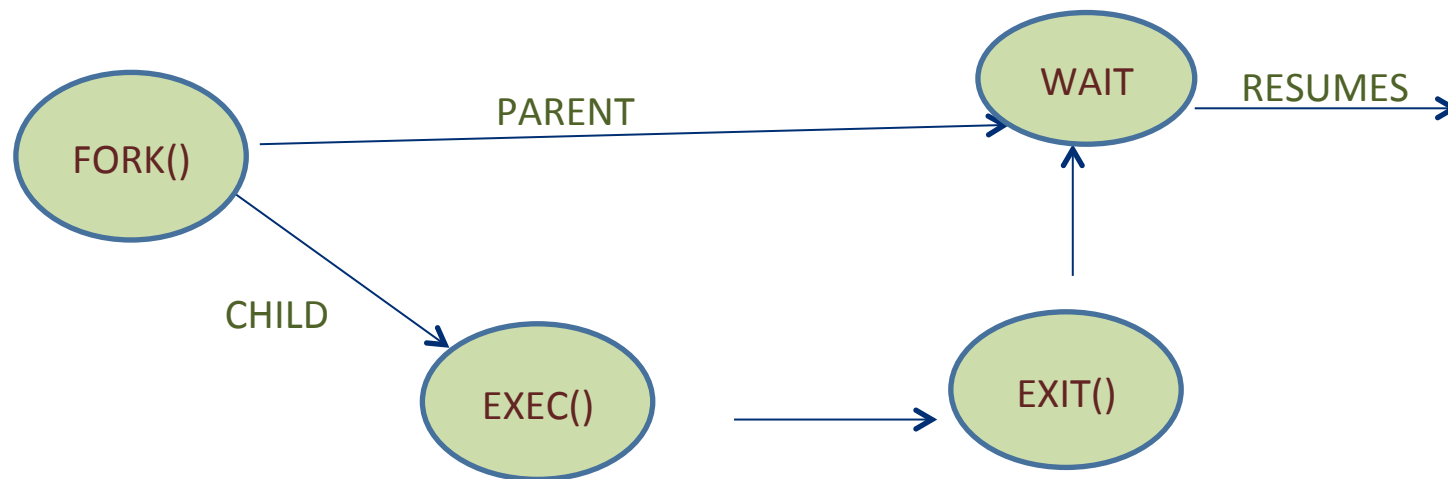 WAIT
RESUMES
PARENT
FORK()
CHILD
EXEC()
EXIT()